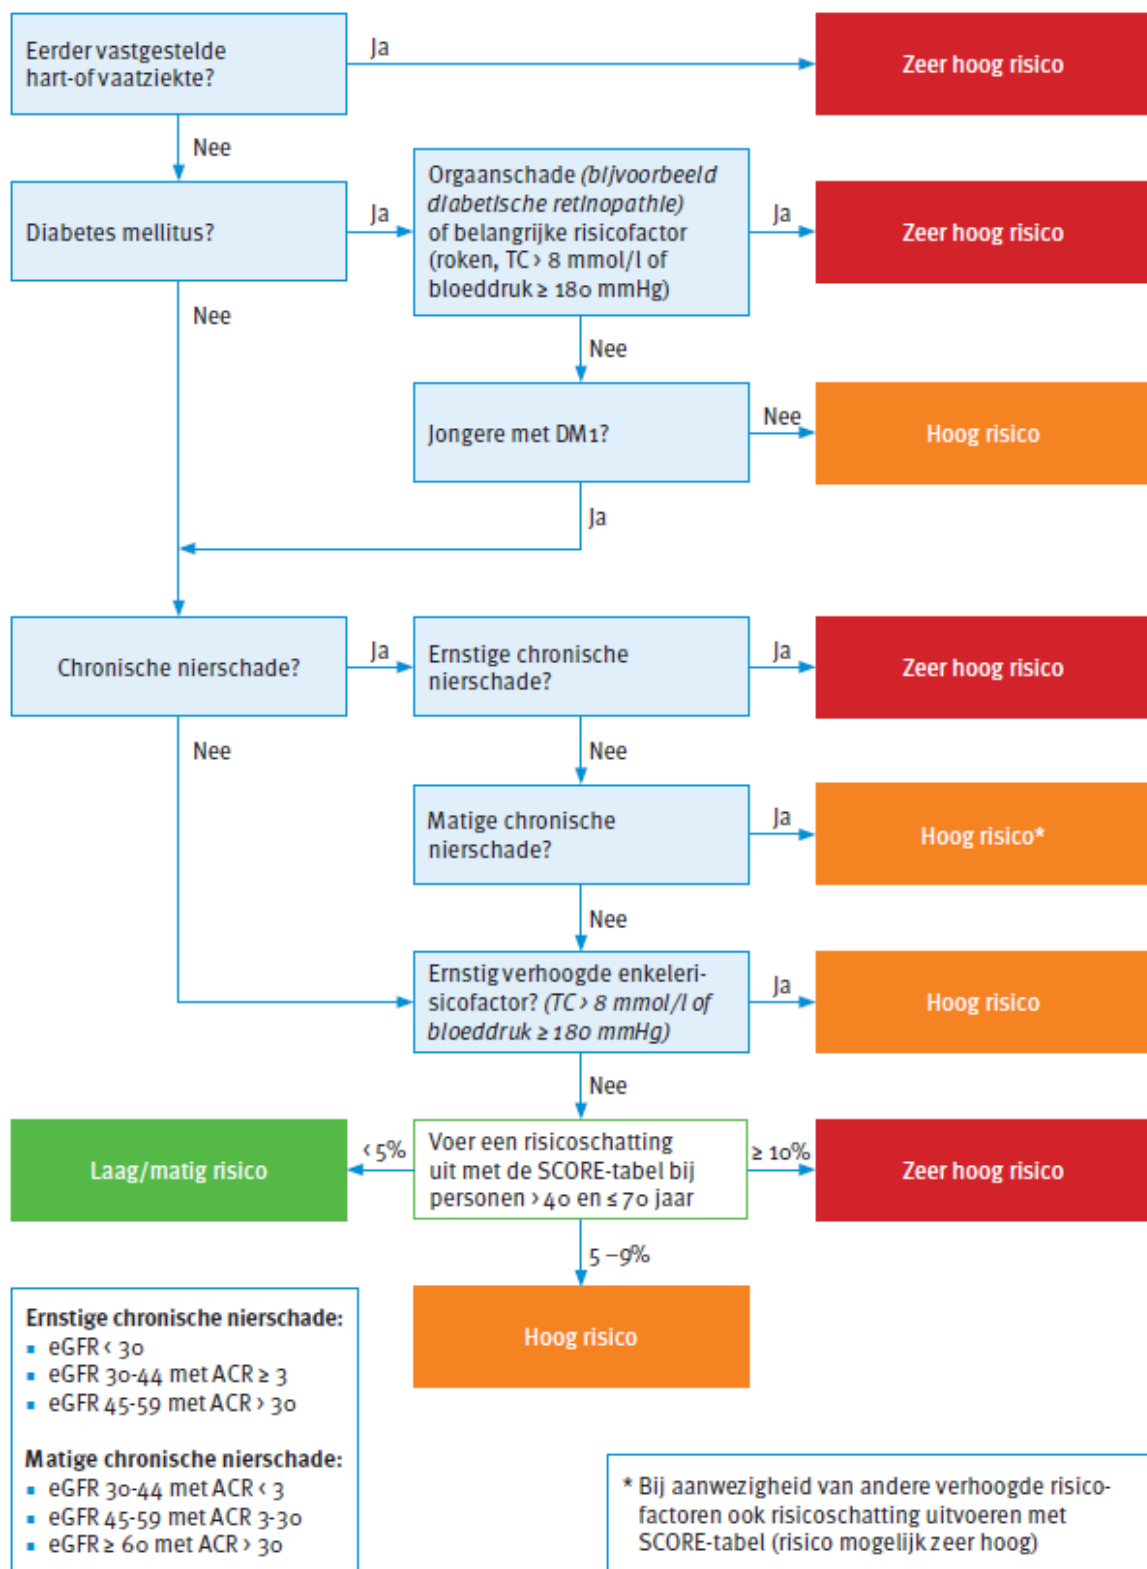 Eerder vastgestelde
hart-of vaatziekte?
Ja
Zeer hoog risico
Nee
Diabetes mellitus?
Ja
Orgaanschade (bijvoorbeeld
diabetische retinopathie)
of belangrijke risicofactor
(roken, TC > 8 mmol/l of
bloeddruk ≥ 180 mmHg)
Ja
Zeer hoog risico
Nee
Nee
Jongere met DM1?
Nee
Hoog risico
Ja
Chronische nierschade?
Ja
Ernstige chronische
nierschade?
Ja
Zeer hoog risico
Nee
Nee
Matige chronische
nierschade?
Ja
Hoog risico*
Nee
Ernstig verhoogde enkeleri-
sicofactor? (TC > 8 mmol/l of
bloeddruk ≥ 180 mmHg)
Ja
Hoog risico
Nee
Laag/matig risico
< 5%
Voer een risicoschatting
uit met de SCORE-tabel bij
personen > 40 en ≤ 70 jaar
≥ 10%
Zeer hoog risico
5 –9%
Hoog risico
Ernstige chronische nierschade:
▪ eGFR < 30
▪ eGFR 30-44 met ACR ≥ 3
▪ eGFR 45-59 met ACR > 30
Matige chronische nierschade:
▪ eGFR 30-44 met ACR < 3
▪ eGFR 45-59 met ACR 3-30
▪ eGFR ≥ 60 met ACR > 30
* Bij aanwezigheid van andere verhoogde risico-
factoren ook risicoschatting uitvoeren met
SCORE-tabel (risico mogelijk zeer hoog)